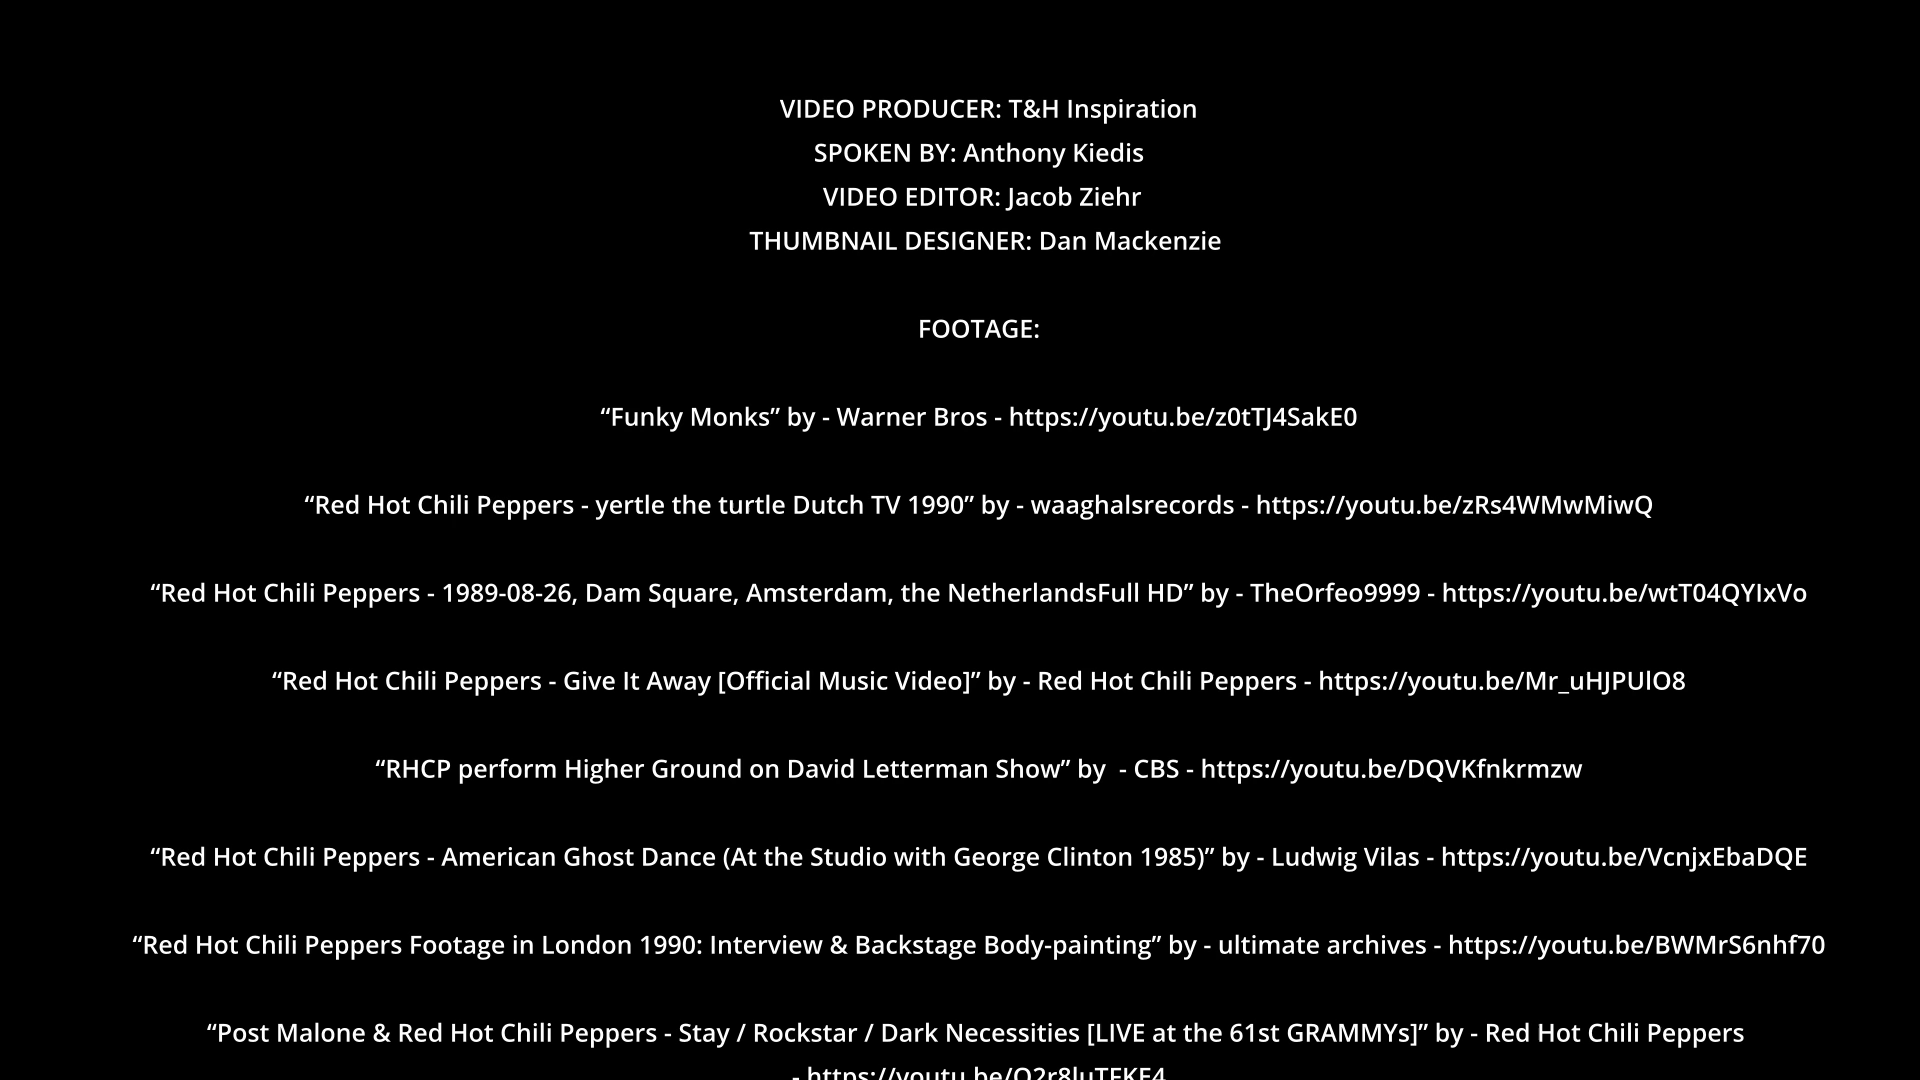 VIDEO PRODUCER: T&H Inspiration
SPOKEN BY: Anthony Kiedis
VIDEO EDITOR: Jacob Ziehr
THUMBNAIL DESIGNER: Dan Mackenzie
FOOTAGE:
“Funky Monks” by - Warner Bros - https://youtu.be/z0tTJ4SakE0
“Red Hot Chili Peppers - yertle the turtle Dutch TV 1990” by - waaghalsrecords - https://youtu.be/zRs4WMwMiwQ
“Red Hot Chili Peppers - 1989-08-26, Dam Square, Amsterdam, the NetherlandsFull HD” by - TheOrfeo9999 - https://youtu.be/wtT04QYIxVo
“Red Hot Chili Peppers - Give It Away [Official Music Video]” by - Red Hot Chili Peppers - https://youtu.be/Mr_uHJPUlO8
“RHCP perform Higher Ground on David Letterman Show” by  - CBS - https://youtu.be/DQVKfnkrmzw
“Red Hot Chili Peppers - American Ghost Dance (At the Studio with George Clinton 1985)” by - Ludwig Vilas - https://youtu.be/VcnjxEbaDQE
“Red Hot Chili Peppers Footage in London 1990: Interview & Backstage Body-painting” by - ultimate archives - https://youtu.be/BWMrS6nhf70
“Post Malone & Red Hot Chili Peppers - Stay / Rockstar / Dark Necessities [LIVE at the 61st GRAMMYs]” by - Red Hot Chili Peppers